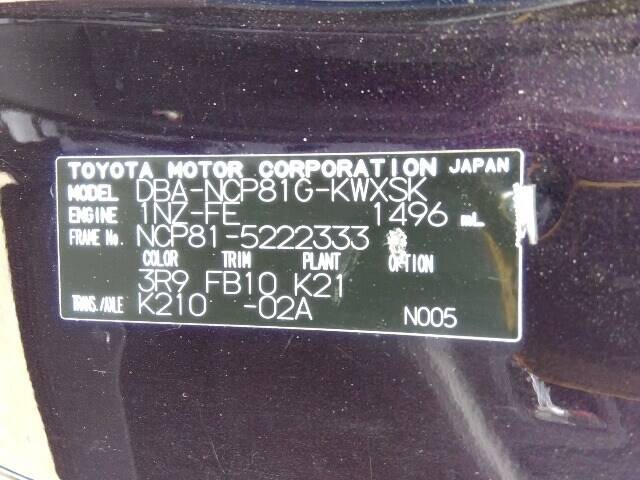 TOYOTA MOTOR CORPORATION JAPAN
MODEL DBA-NCP81G-KWXSK
ENGINE 1NZ-FE 1496 mL
FRAME No. NCP81-5222333
COLOR TRIM PLANT OPTION
3R9 FB10 K21
TRANS./AXLE K210 -02A N005